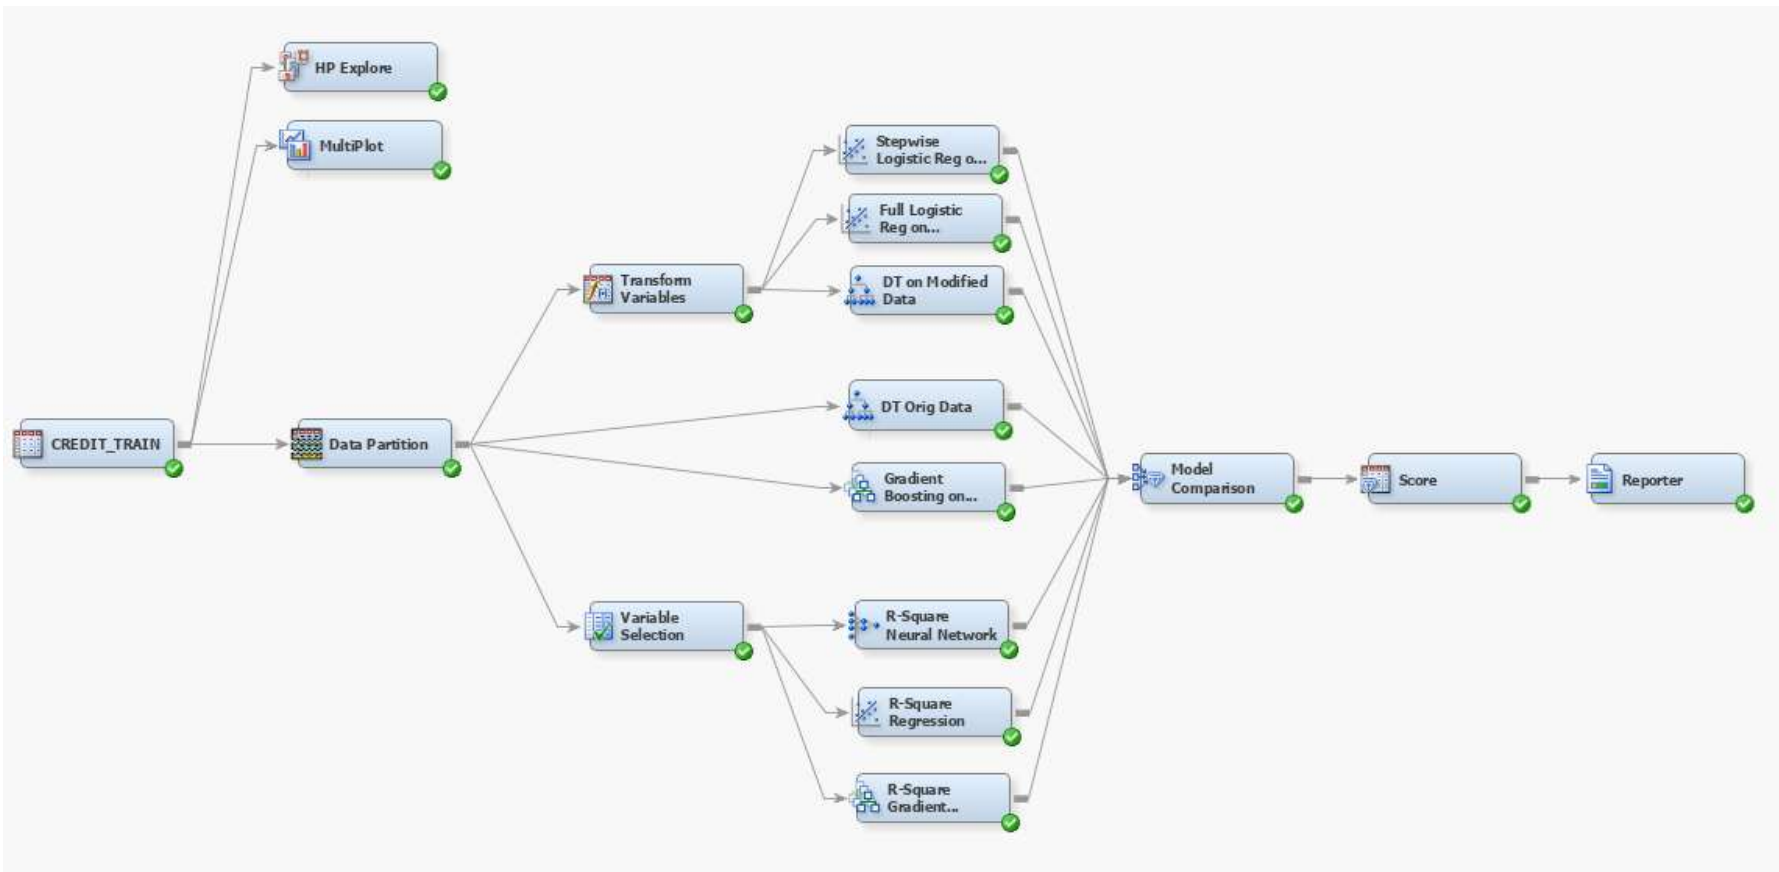 HP Explore
MultiPlot
Stepwise
Logistic Reg o...
Full Logistic
Reg on...
Transform
Variables
DT on Modified
Data
DT Orig Data
CREDIT_TRAIN
Data Partition
Gradient
Boosting on...
Model
Comparison
Score
Reporter
Variable
Selection
R-Square
Neural Network
R-Square
Regression
R-Square
Gradient...